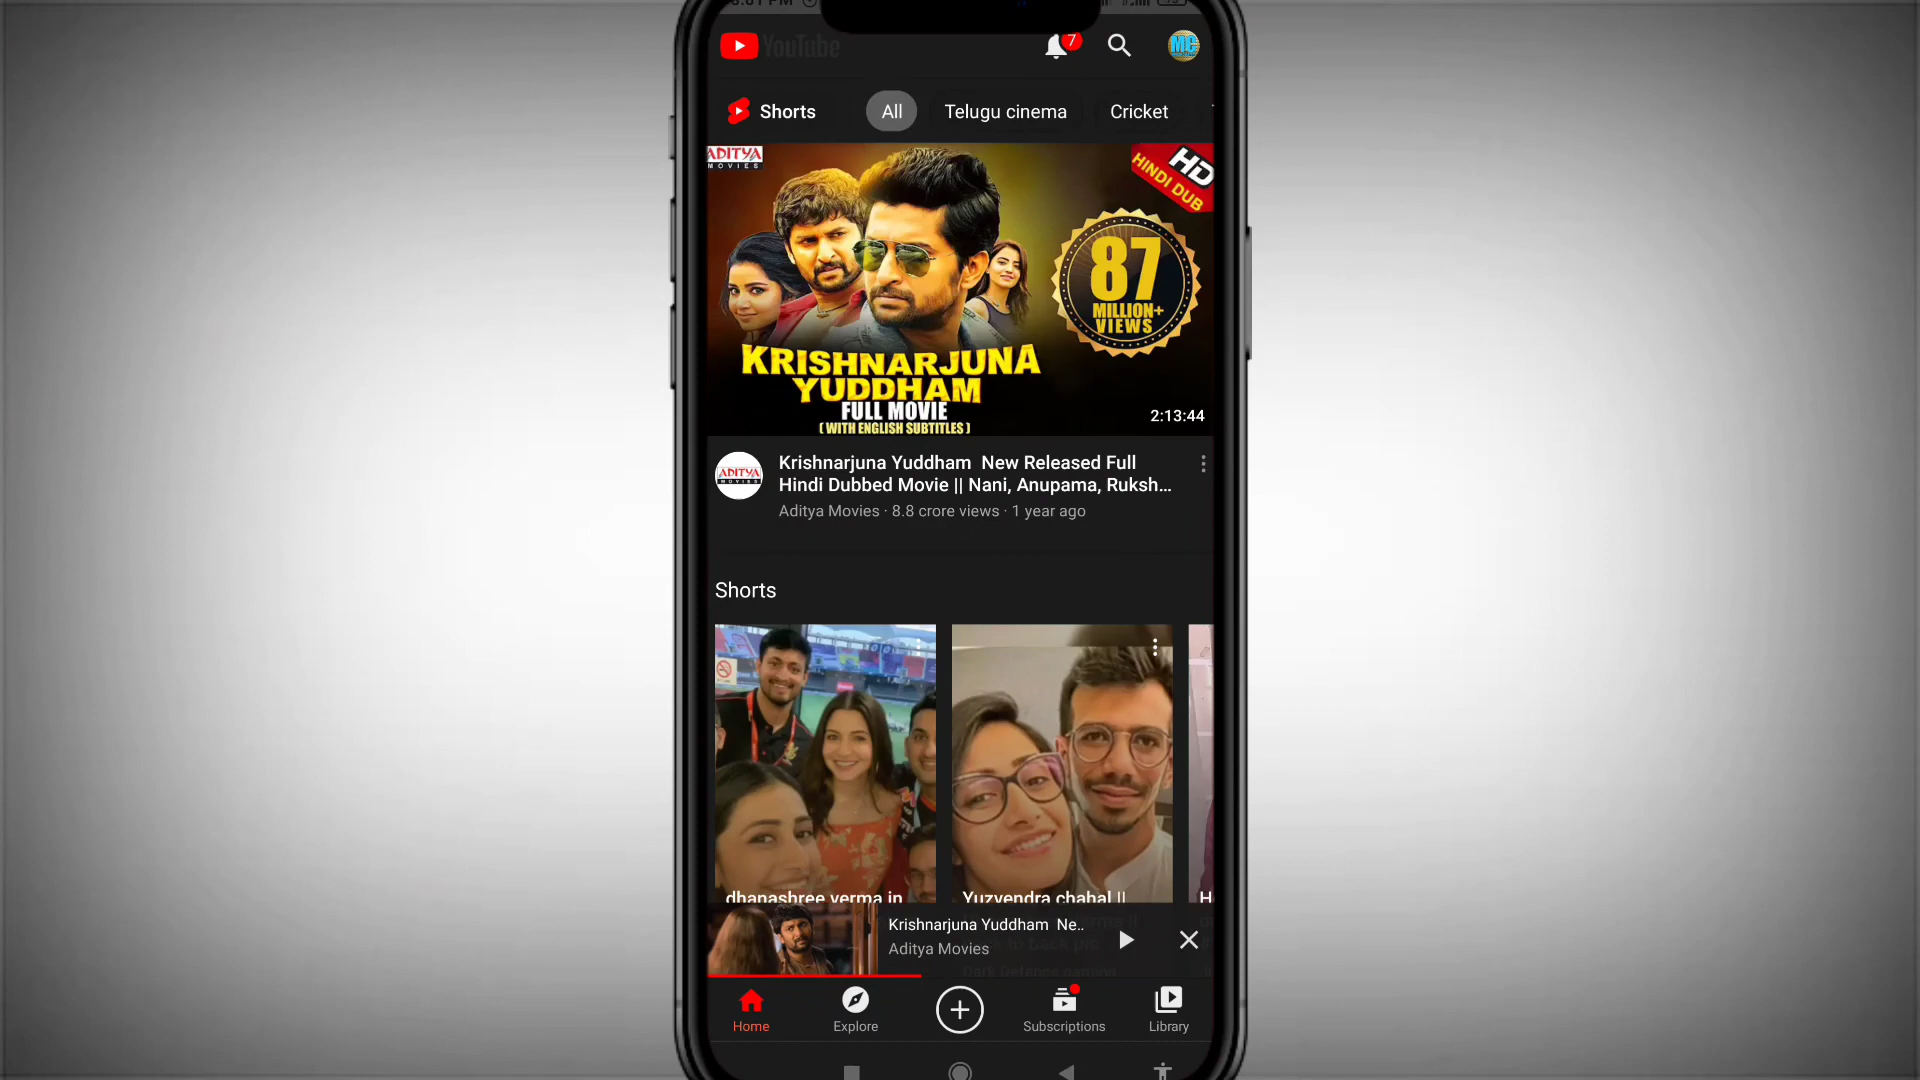 YouTube
7
Shorts
All
Telugu cinema
Cricket
ADITYA
MOVIES
HD
HINDI DUB
87
MILLION+
VIEWS
KRISHNARJUNA
YUDDHAM
FULL MOVIE
( WITH ENGLISH SUBTITLES )
2:13:44
ADITYA
MOVIES
Krishnarjuna Yuddham New Released Full
Hindi Dubbed Movie || Nani, Anupama, Ruksh...
Aditya Movies · 8.8 crore views · 1 year ago
Shorts
dhanashree verma in
Yuzvendra chahal ||
Krishnarjuna Yuddham Ne..
Aditya Movies
Home
Explore
Subscriptions
Library